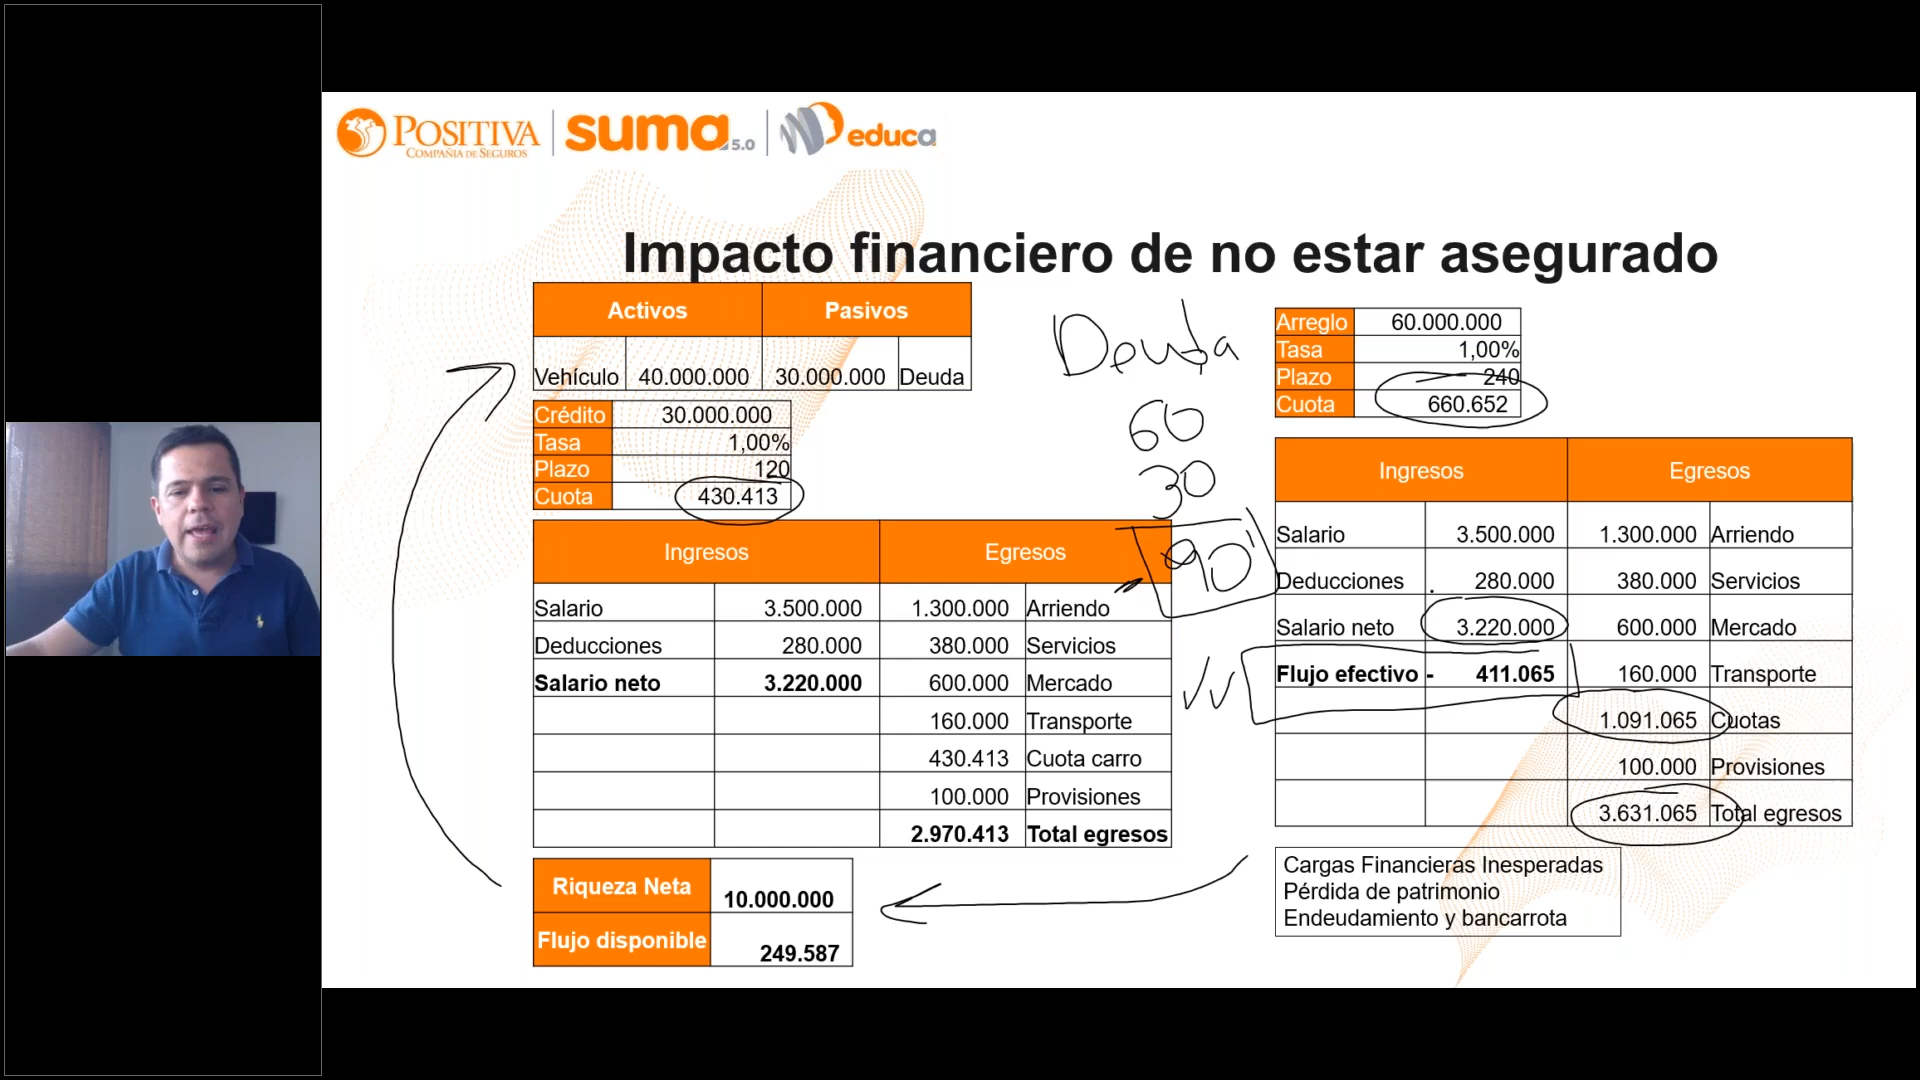 POSITIVA
COMPAÑIA DE SEGUROS
suma 5.0
educa
Impacto financiero de no estar asegurado
Activos Pasivos
Vehículo 40.000.000 30.000.000 Deuda
Crédito 30.000.000
Tasa 1,00%
Plazo 120
Cuota 430.413
Ingresos Egresos
Salario 3.500.000 1.300.000 Arriendo
Deducciones 280.000 380.000 Servicios
Salario neto 3.220.000 600.000 Mercado
160.000 Transporte
430.413 Cuota carro
100.000 Provisiones
2.970.413 Total egresos
Riqueza Neta 10.000.000
Flujo disponible 249.587
Deuda
60
30
90
Arreglo 60.000.000
Tasa 1,00%
Plazo 240
Cuota 660.652
Ingresos Egresos
Salario 3.500.000 1.300.000 Arriendo
Deducciones 280.000 380.000 Servicios
Salario neto 3.220.000 600.000 Mercado
Flujo efectivo - 411.065 160.000 Transporte
1.091.065 Cuotas
100.000 Provisiones
3.631.065 Total egresos
Cargas Financieras Inesperadas
Pérdida de patrimonio
Endeudamiento y bancarrota